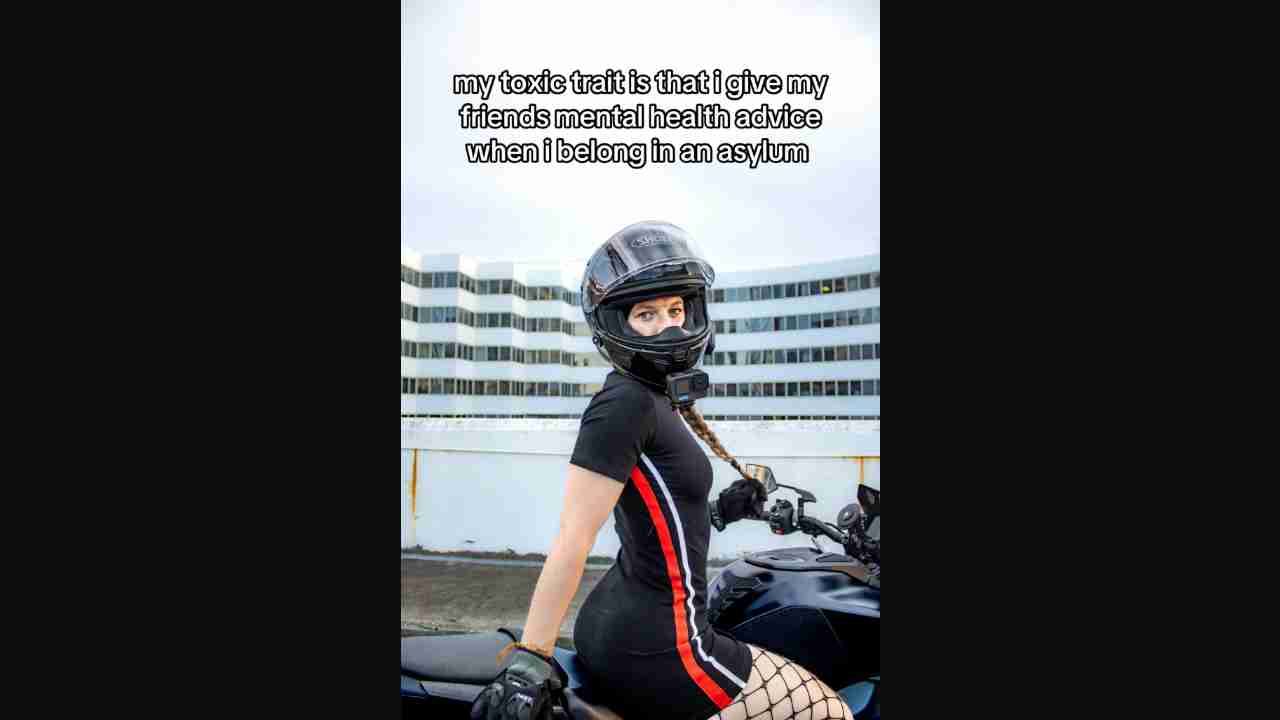 my toxic trait is that i give my
friends mental health advice
when i belong in an asylum